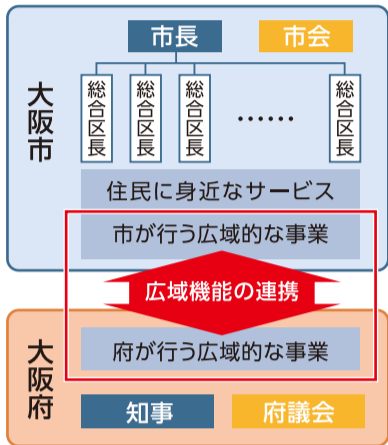 市長
市会
大阪市
総合区長
総合区長
総合区長
……
総合区長
住民に身近なサービス
市が行う広域的な事業
広域機能の連携
大阪府
府が行う広域的な事業
知事
府議会